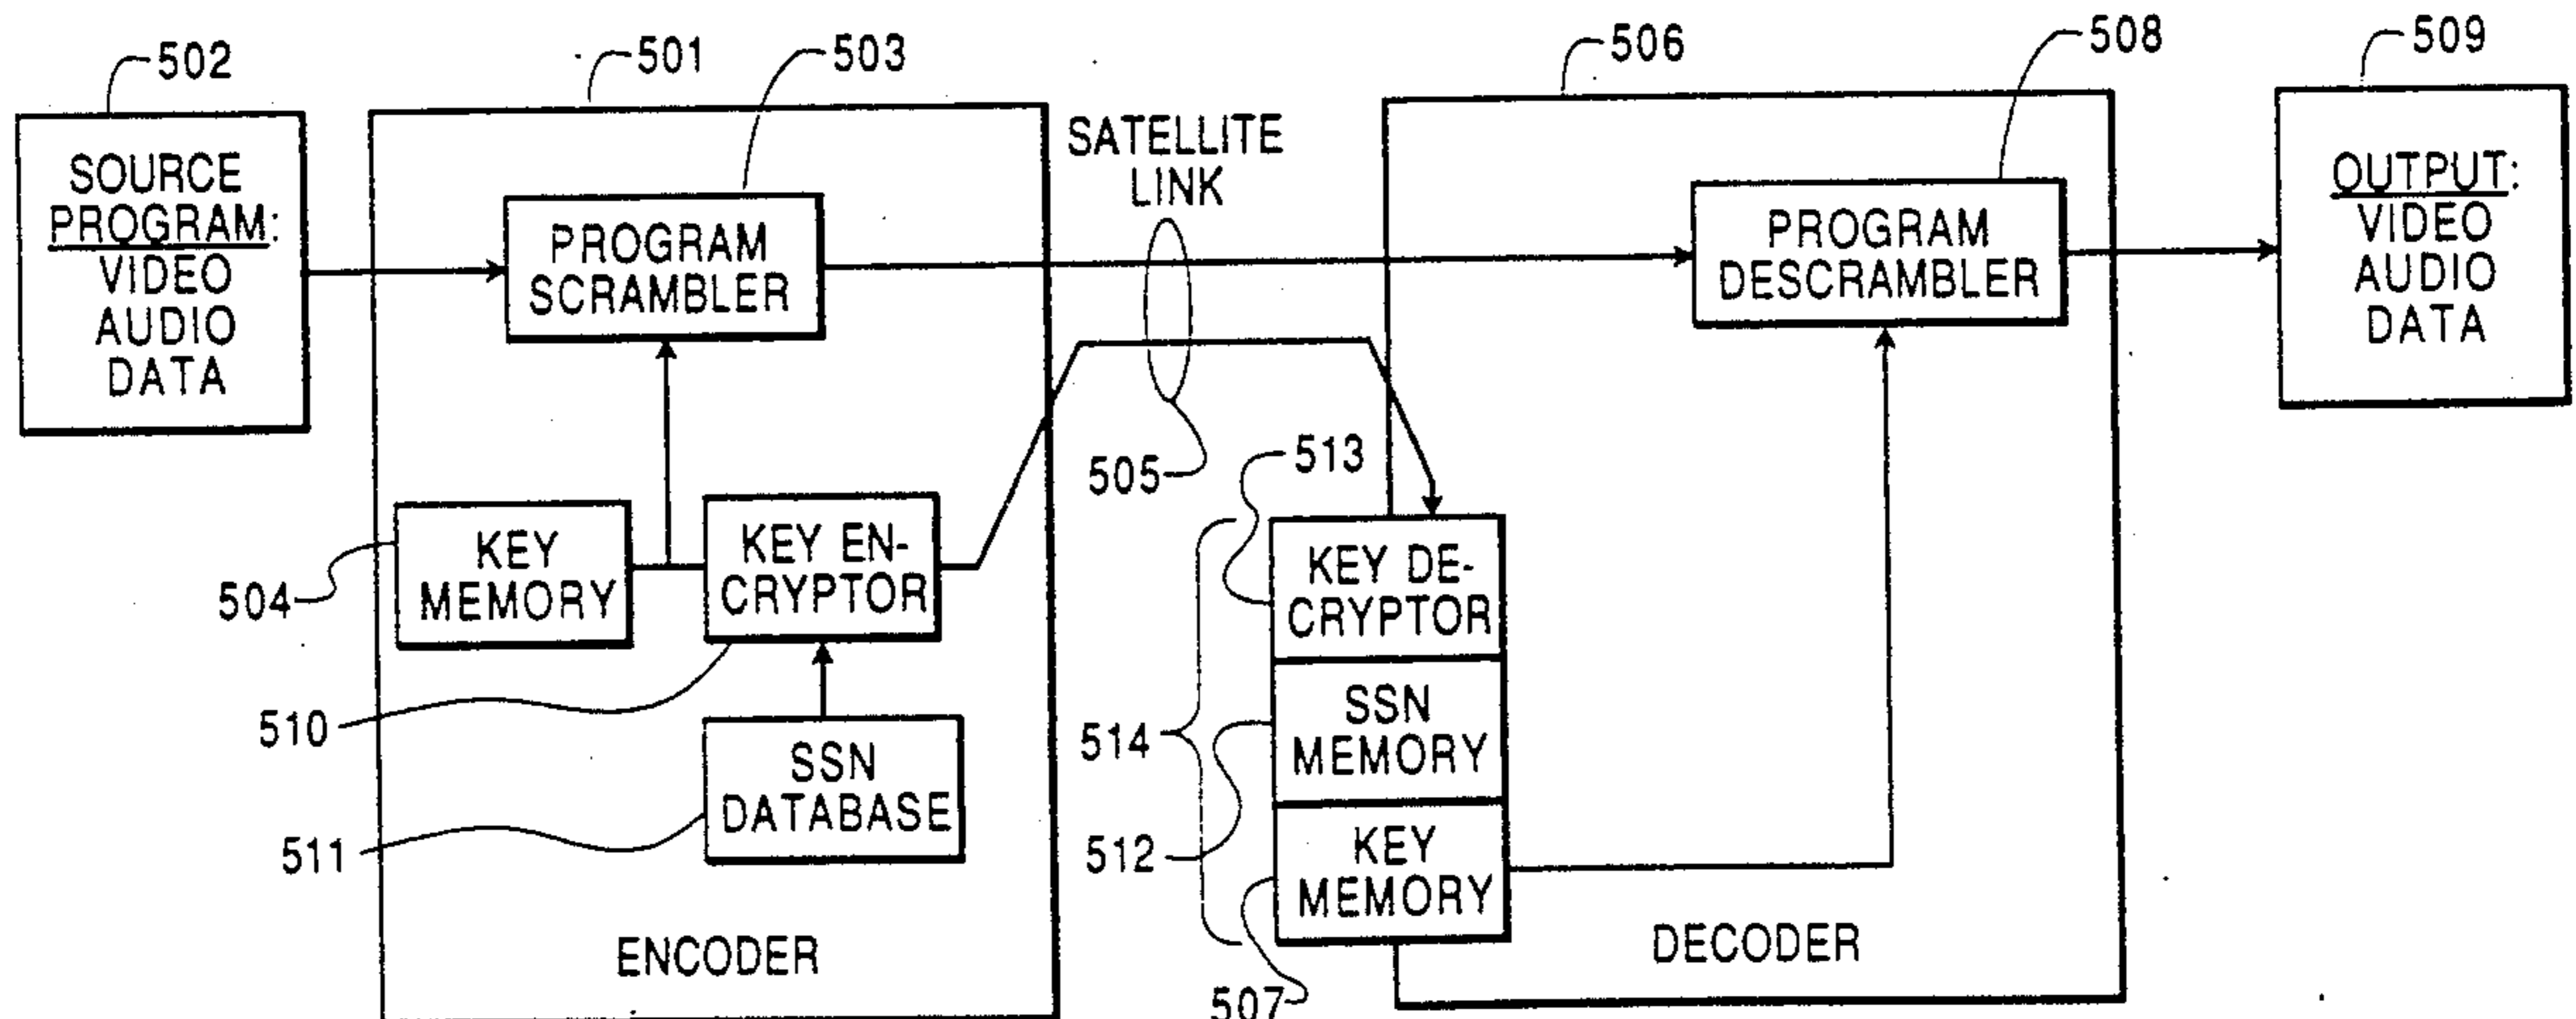 502
501
503
506
508
509
SOURCE
PROGRAM:
VIDEO
AUDIO
DATA
PROGRAM
SCRAMBLER
SATELLITE
LINK
PROGRAM
DESCRAMBLER
OUTPUT:
VIDEO
AUDIO
DATA
505
513
504
KEY
MEMORY
KEY EN-
CRYPTOR
KEY DE-
CRYPTOR
510
SSN
DATABASE
511
514
SSN
MEMORY
512
KEY
MEMORY
507
ENCODER
DECODER